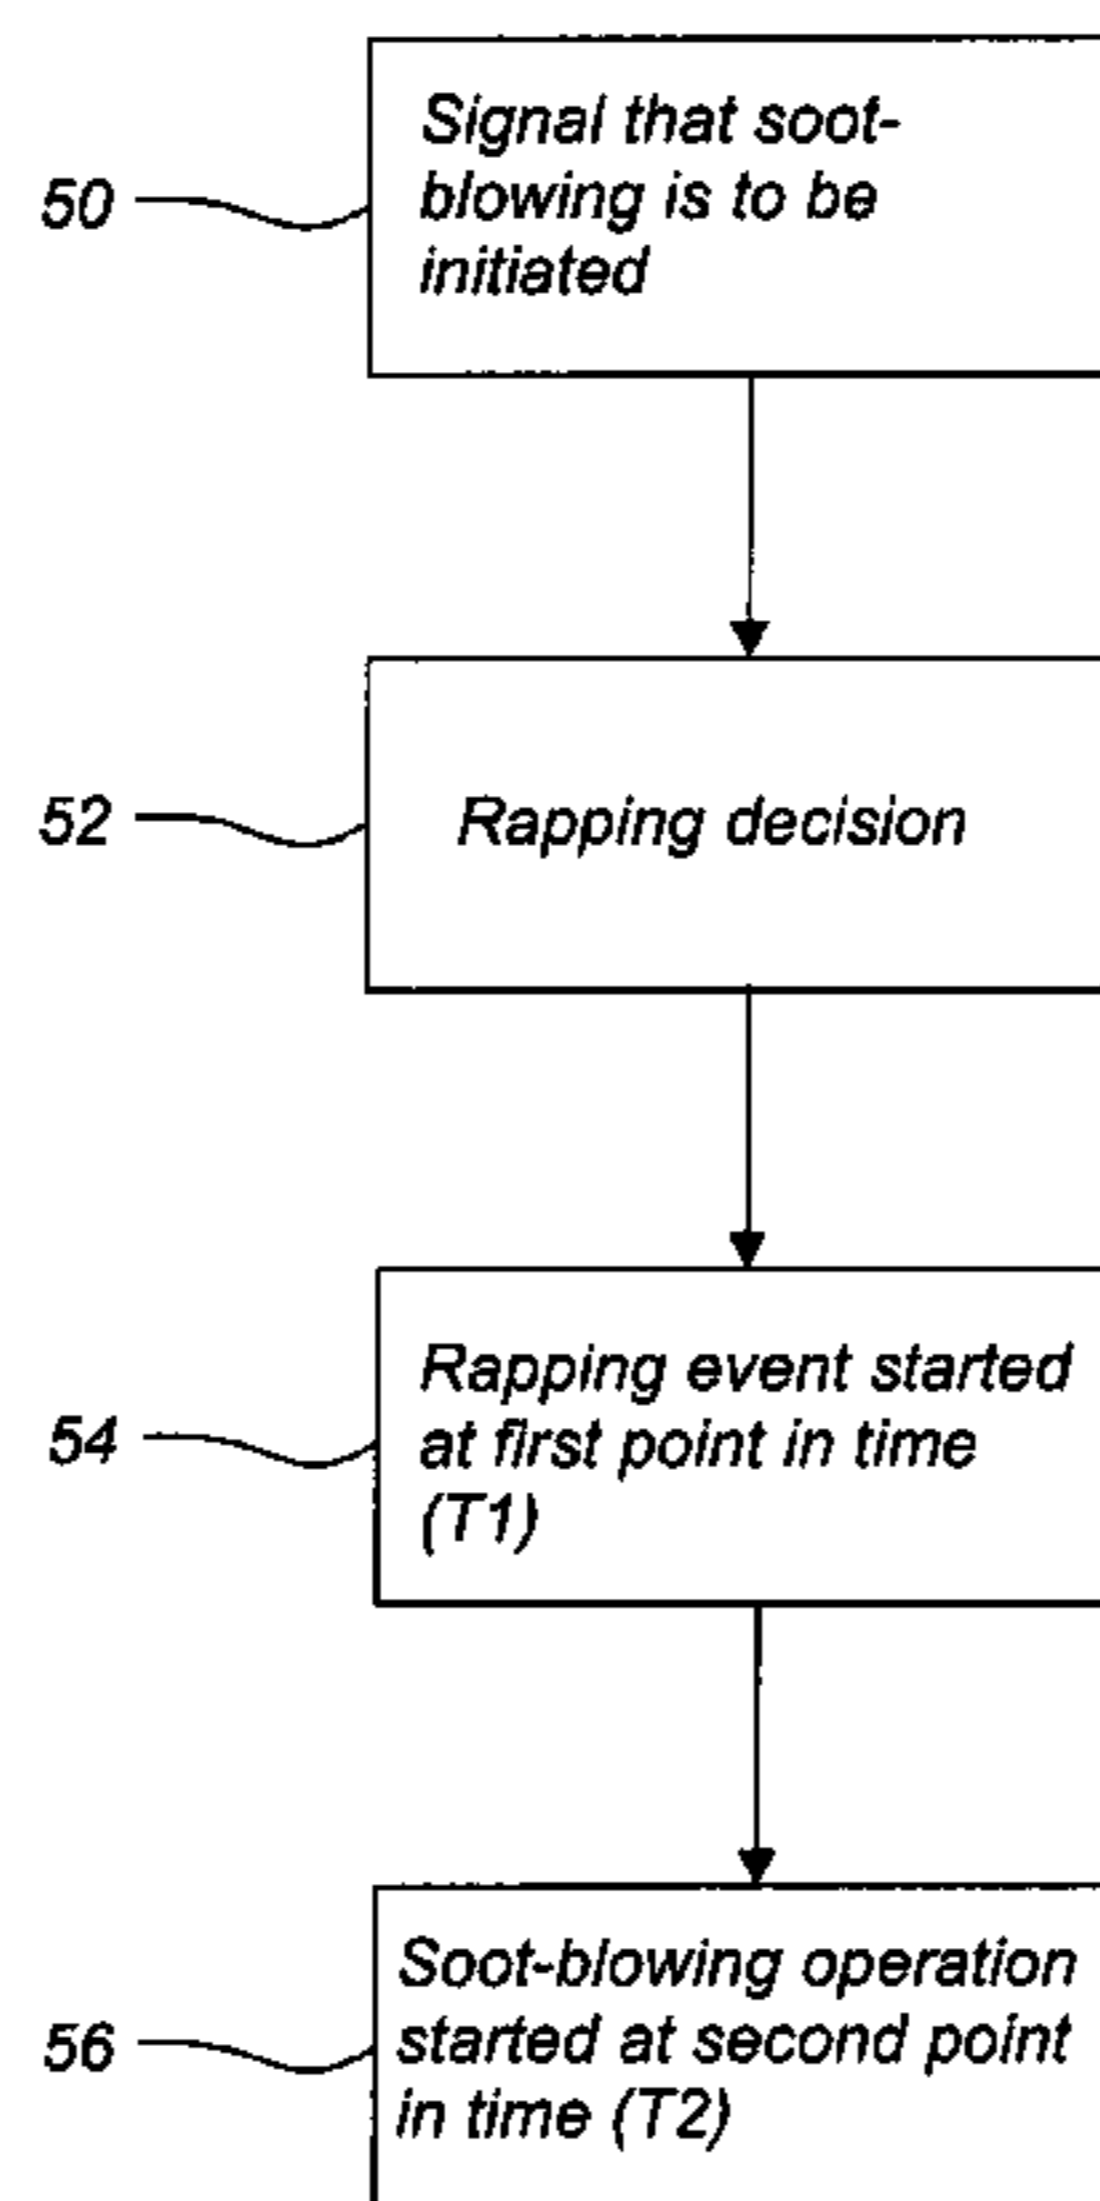 Signal that soot-
blowing is to be
initiated
50
Rapping decision
52
Rapping event started
at first point in time
(T1)
54
Soot-blowing operation
started at second point
in time (T2)
56